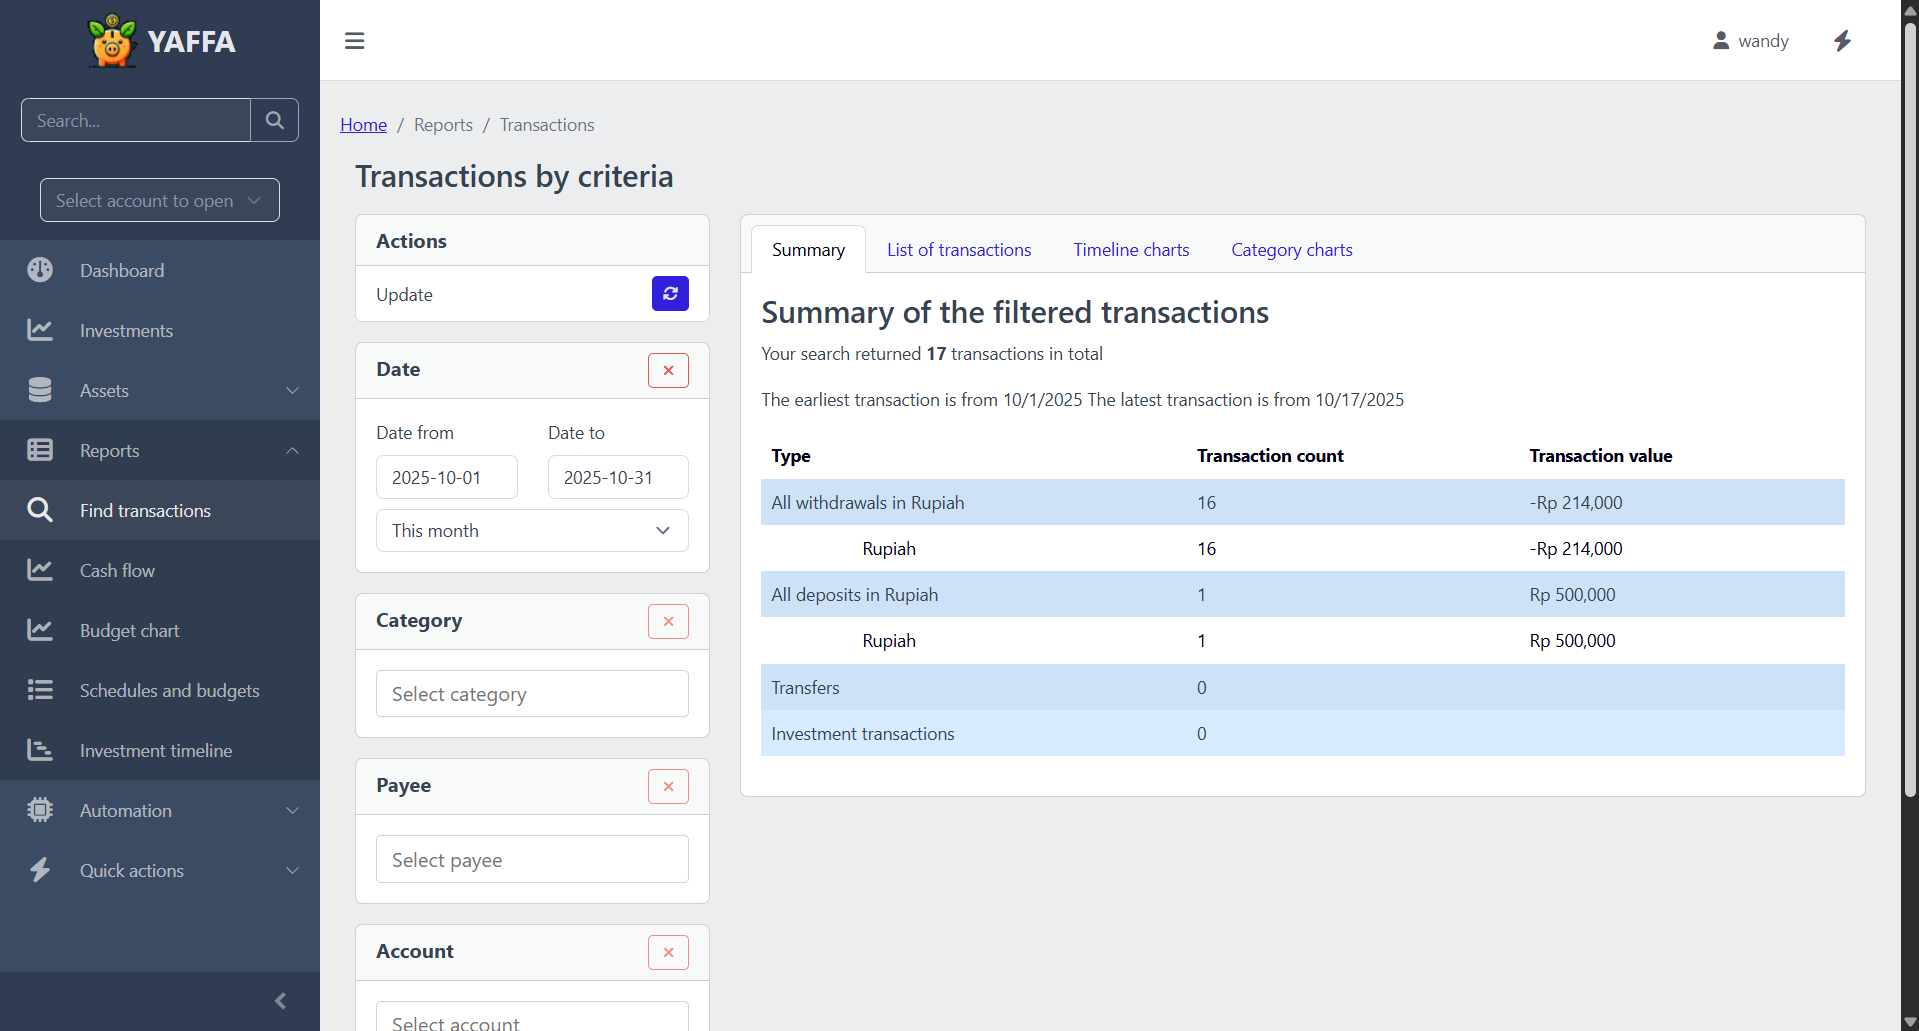 YAFFA
Search...
Select account to open
Dashboard
Investments
Assets
Reports
Find transactions
Cash flow
Budget chart
Schedules and budgets
Investment timeline
Automation
Quick actions
wandy
Home / Reports / Transactions
Transactions by criteria
Actions
Update
Date
Date from Date to
2025-10-01 2025-10-31
This month
Category
Select category
Payee
Select payee
Account
Select account
Summary List of transactions Timeline charts Category charts
Summary of the filtered transactions
Your search returned 17 transactions in total
The earliest transaction is from 10/1/2025 The latest transaction is from 10/17/2025
Type Transaction count Transaction value
All withdrawals in Rupiah 16 -Rp 214,000
Rupiah 16 -Rp 214,000
All deposits in Rupiah 1 Rp 500,000
Rupiah 1 Rp 500,000
Transfers 0
Investment transactions 0